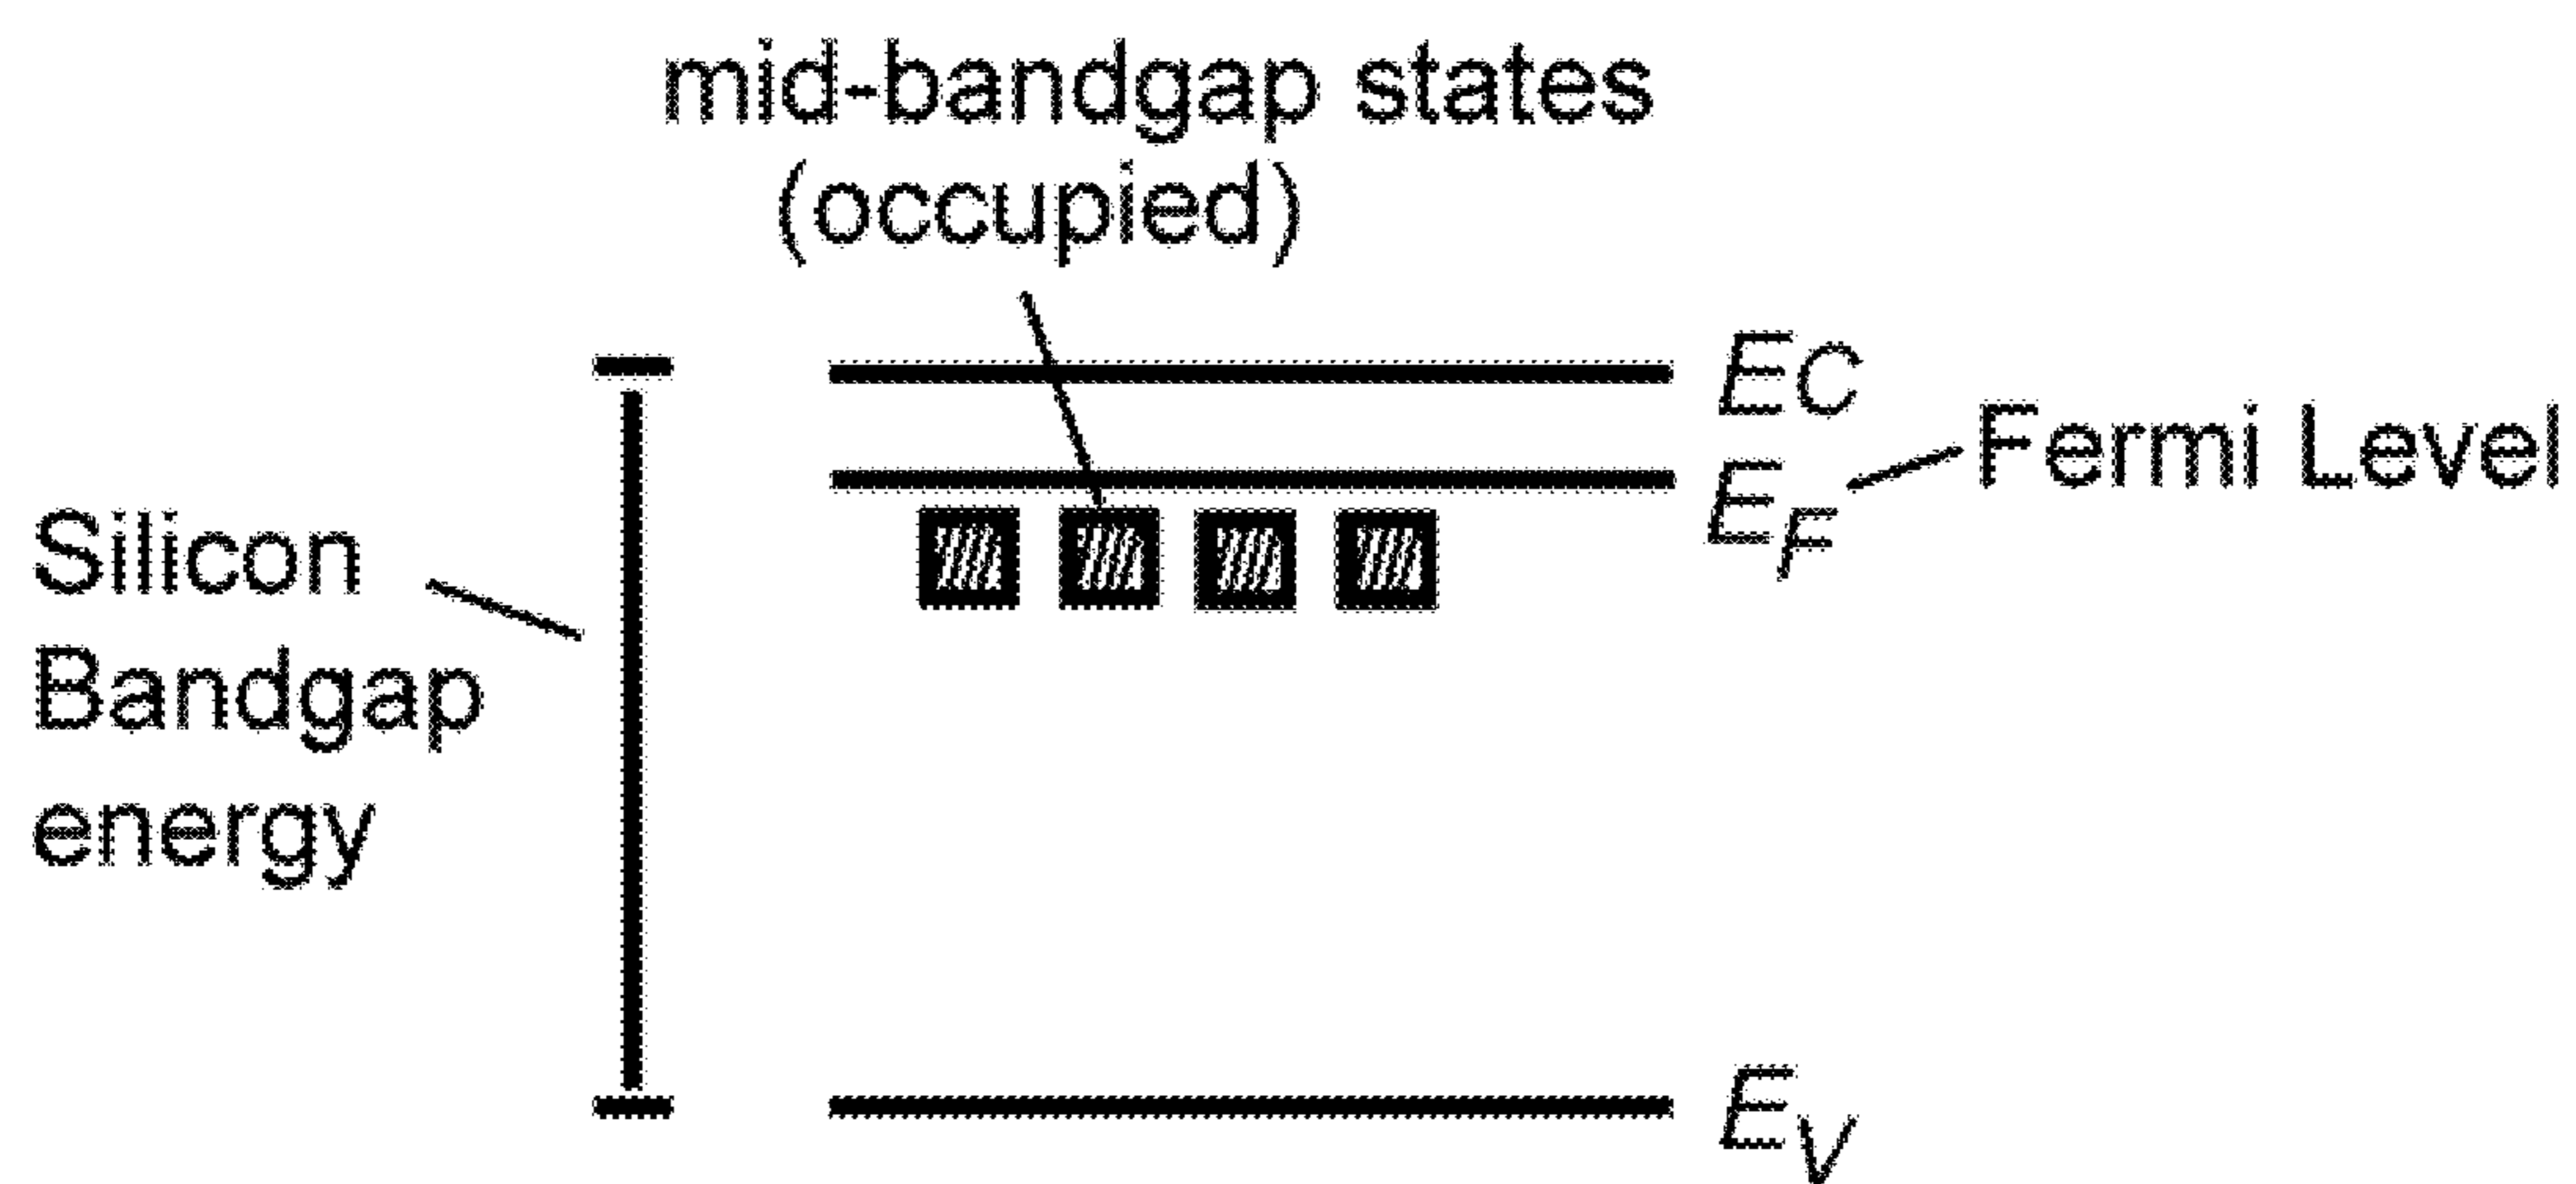 mid-bandgap states
(occupied)
EC
Fermi Level
EF
Silicon
Bandgap
energy
EV